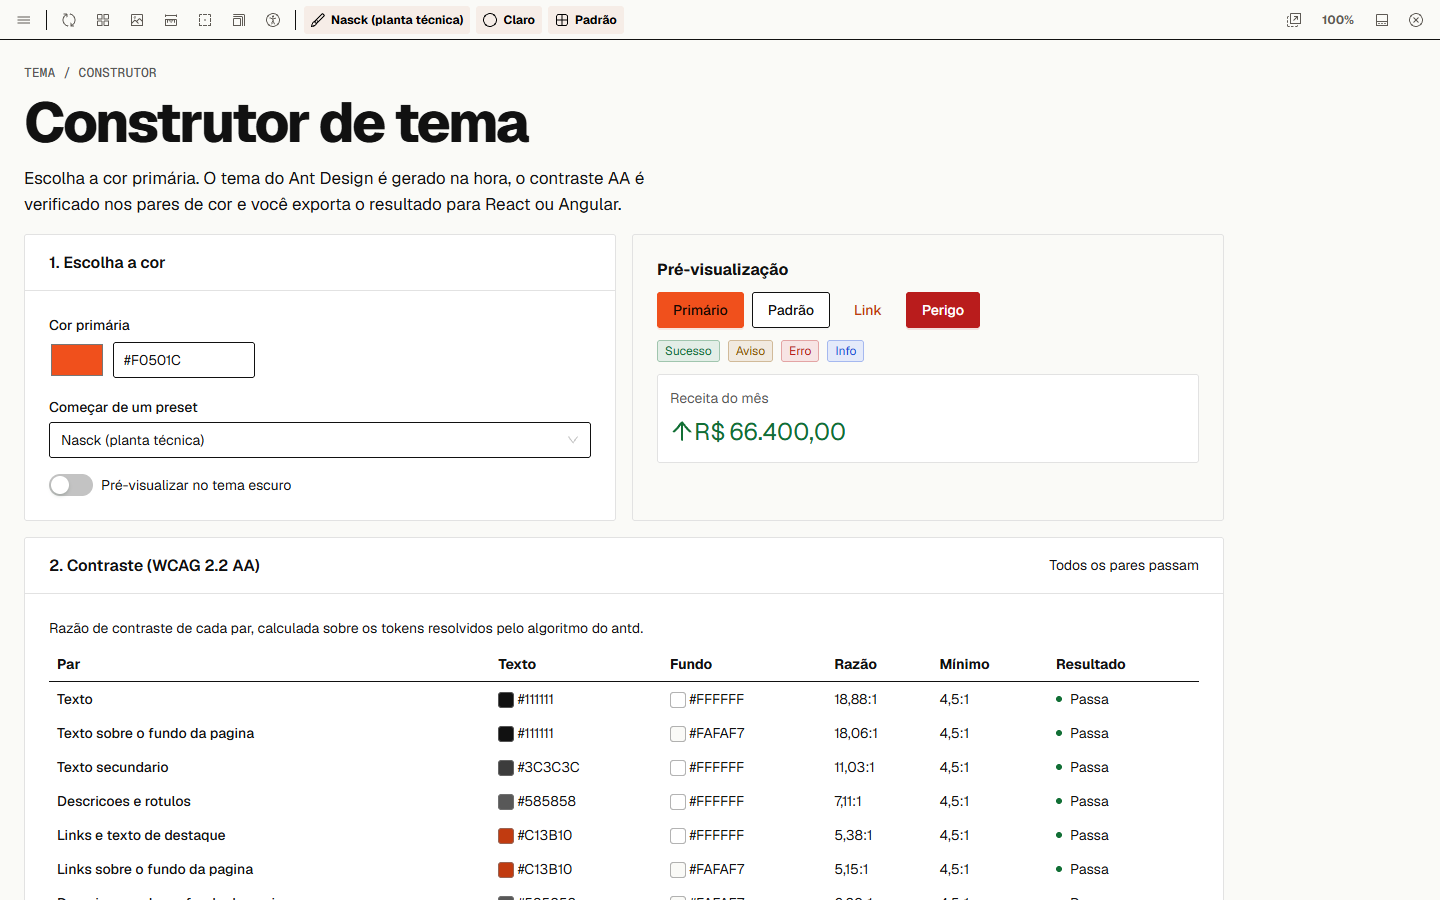 Nasck (planta técnica) Claro Padrão 100%
TEMA / CONSTRUTOR
Construtor de tema
Escolha a cor primária. O tema do Ant Design é gerado na hora, o contraste AA é
verificado nos pares de cor e você exporta o resultado para React ou Angular.
1. Escolha a cor
Cor primária
#F0501C
Começar de um preset
Nasck (planta técnica)
Pré-visualizar no tema escuro
Pré-visualização
Primário Padrão Link Perigo
Sucesso Aviso Erro Info
Receita do mês
R$ 66.400,00
2. Contraste (WCAG 2.2 AA) Todos os pares passam
Razão de contraste de cada par, calculada sobre os tokens resolvidos pelo algoritmo do antd.
Par Texto Fundo Razão Mínimo Resultado
Texto #111111 #FFFFFF 18,88:1 4,5:1 Passa
Texto sobre o fundo da pagina #111111 #FAFAF7 18,06:1 4,5:1 Passa
Texto secundario #3C3C3C #FFFFFF 11,03:1 4,5:1 Passa
Descricoes e rotulos #585858 #FFFFFF 7,11:1 4,5:1 Passa
Links e texto de destaque #C13B10 #FFFFFF 5,38:1 4,5:1 Passa
Links sobre o fundo da pagina #C13B10 #FAFAF7 5,15:1 4,5:1 Passa